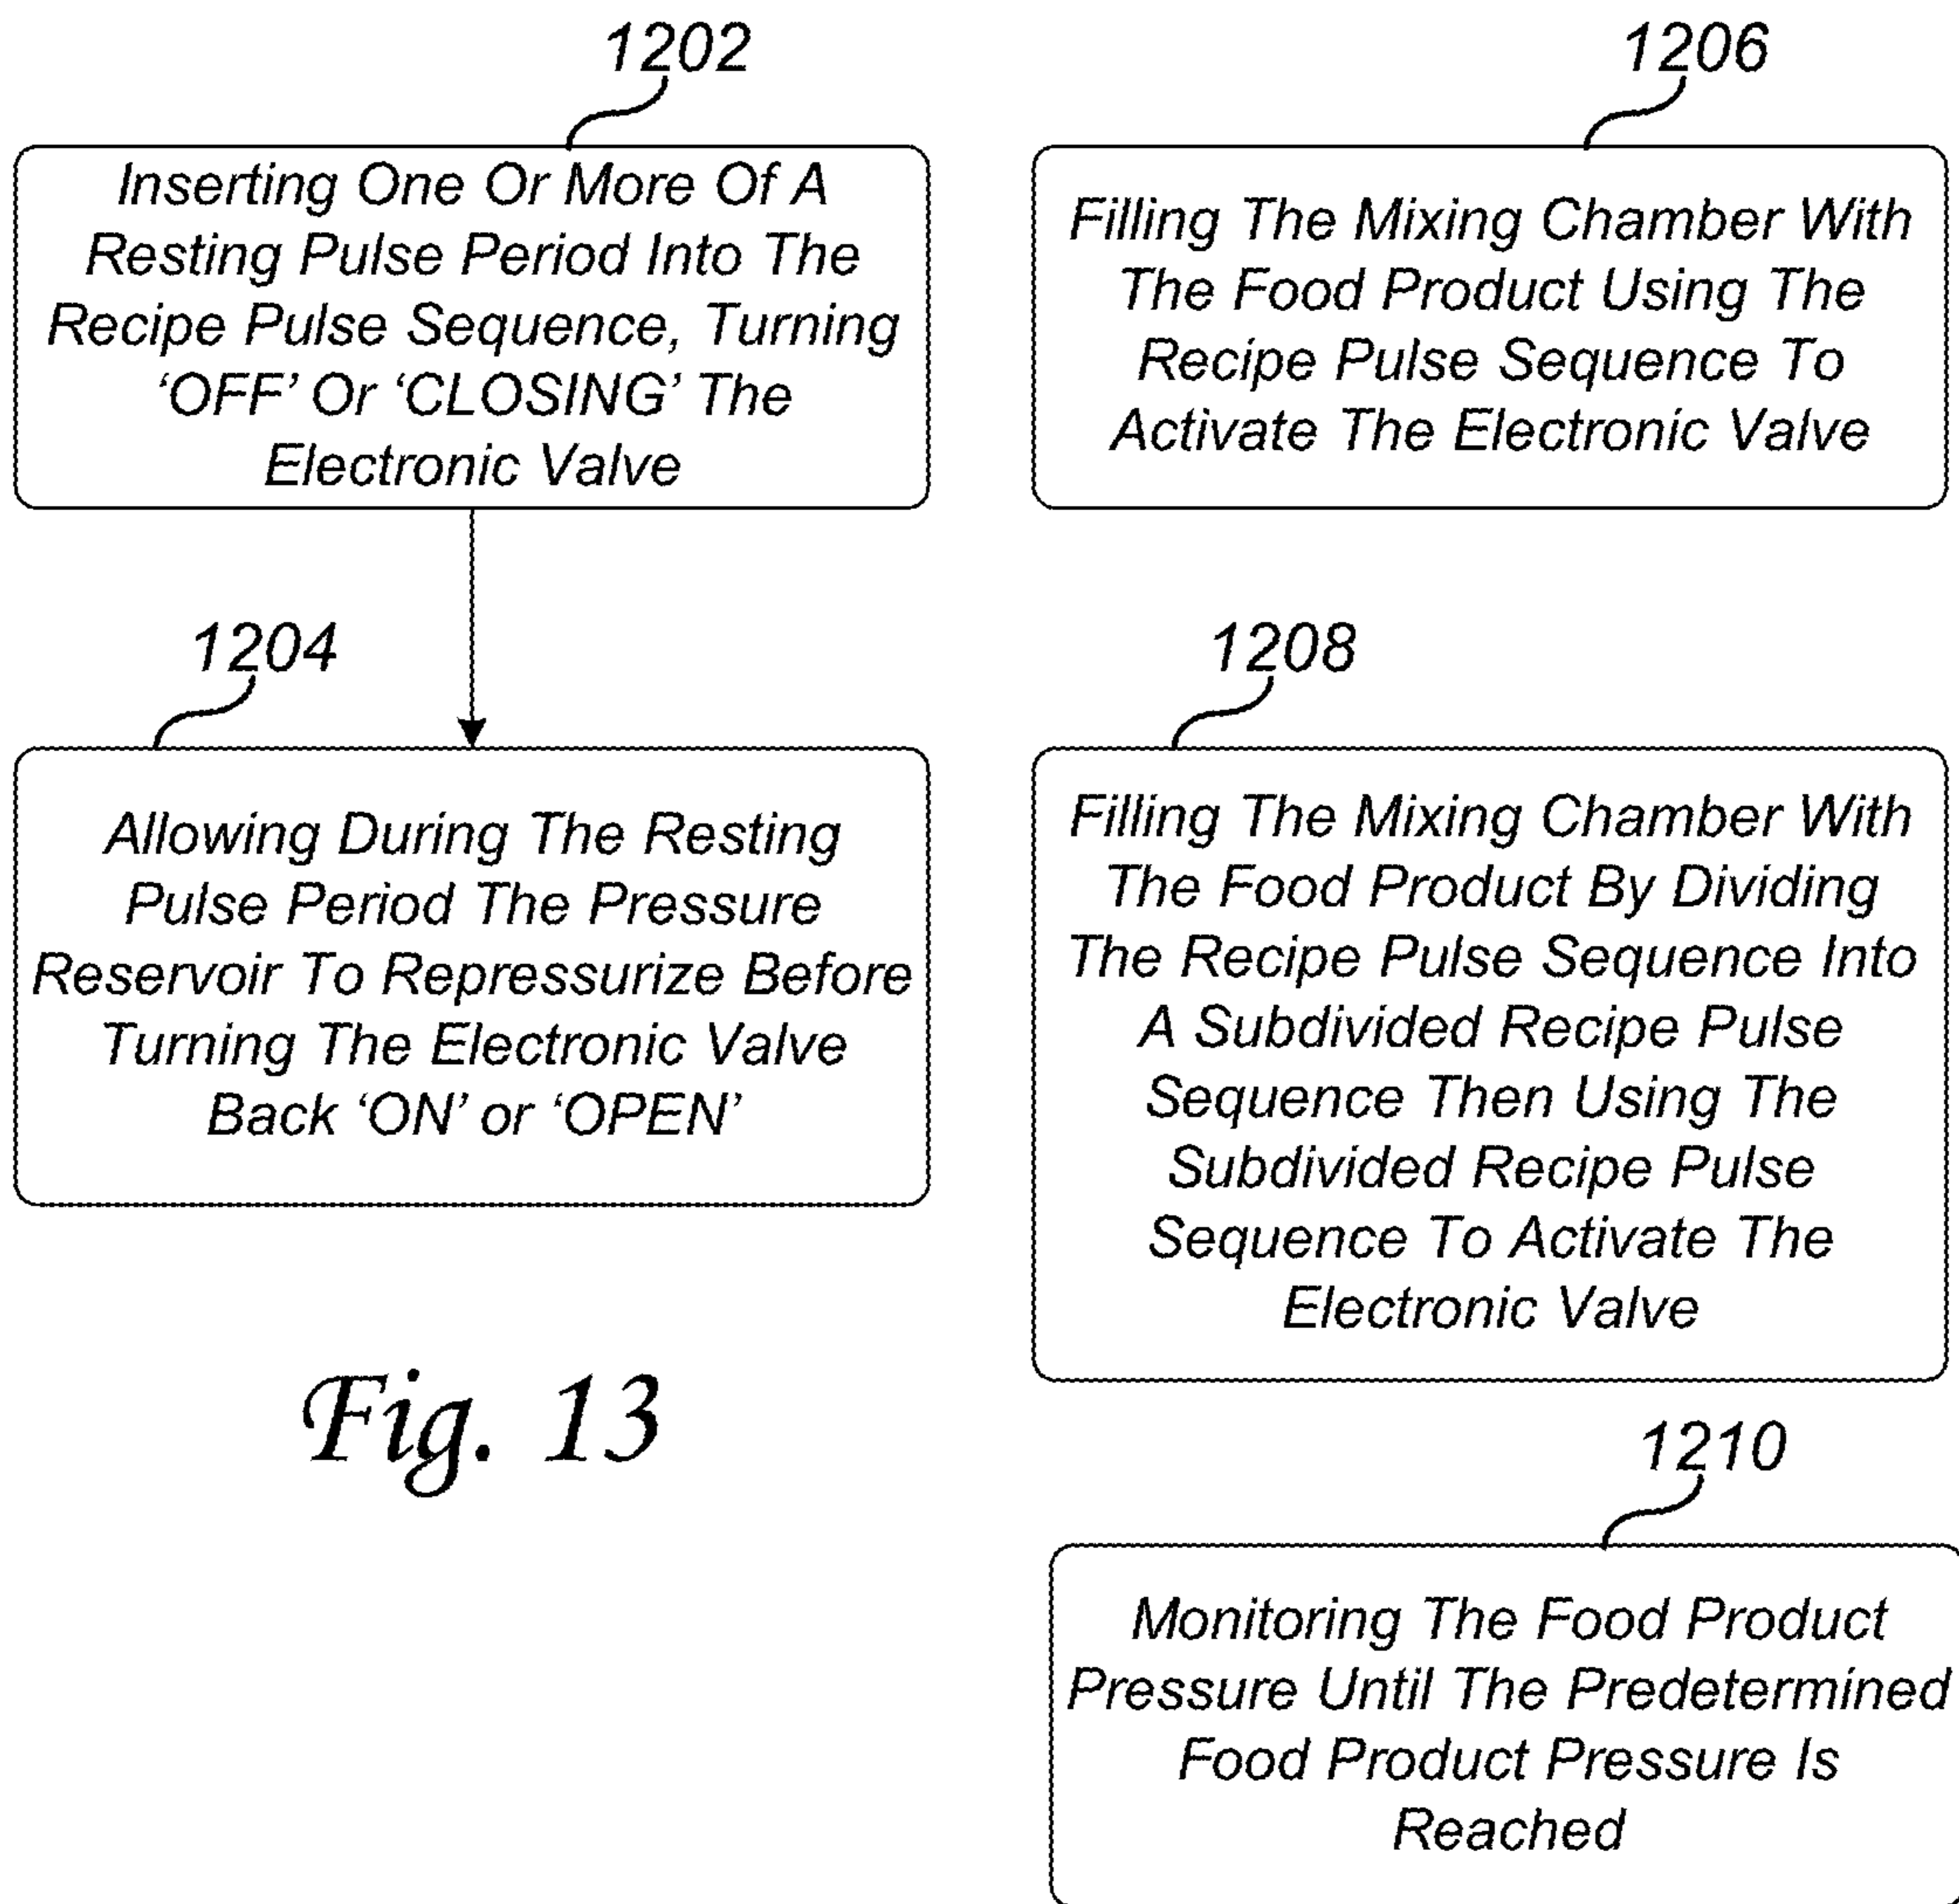 1202
Inserting One Or More Of A
Resting Pulse Period Into The
Recipe Pulse Sequence, Turning
‘OFF’ Or ‘CLOSING’ The
Electronic Valve
1204
Allowing During The Resting
Pulse Period The Pressure
Reservoir To Repressurize Before
Turning The Electronic Valve
Back ‘ON’ or ‘OPEN’
Fig. 13
1206
Filling The Mixing Chamber With
The Food Product Using The
Recipe Pulse Sequence To
Activate The Electronic Valve
1208
Filling The Mixing Chamber With
The Food Product By Dividing
The Recipe Pulse Sequence Into
A Subdivided Recipe Pulse
Sequence Then Using The
Subdivided Recipe Pulse
Sequence To Activate The
Electronic Valve
1210
Monitoring The Food Product
Pressure Until The Predetermined
Food Product Pressure Is
Reached